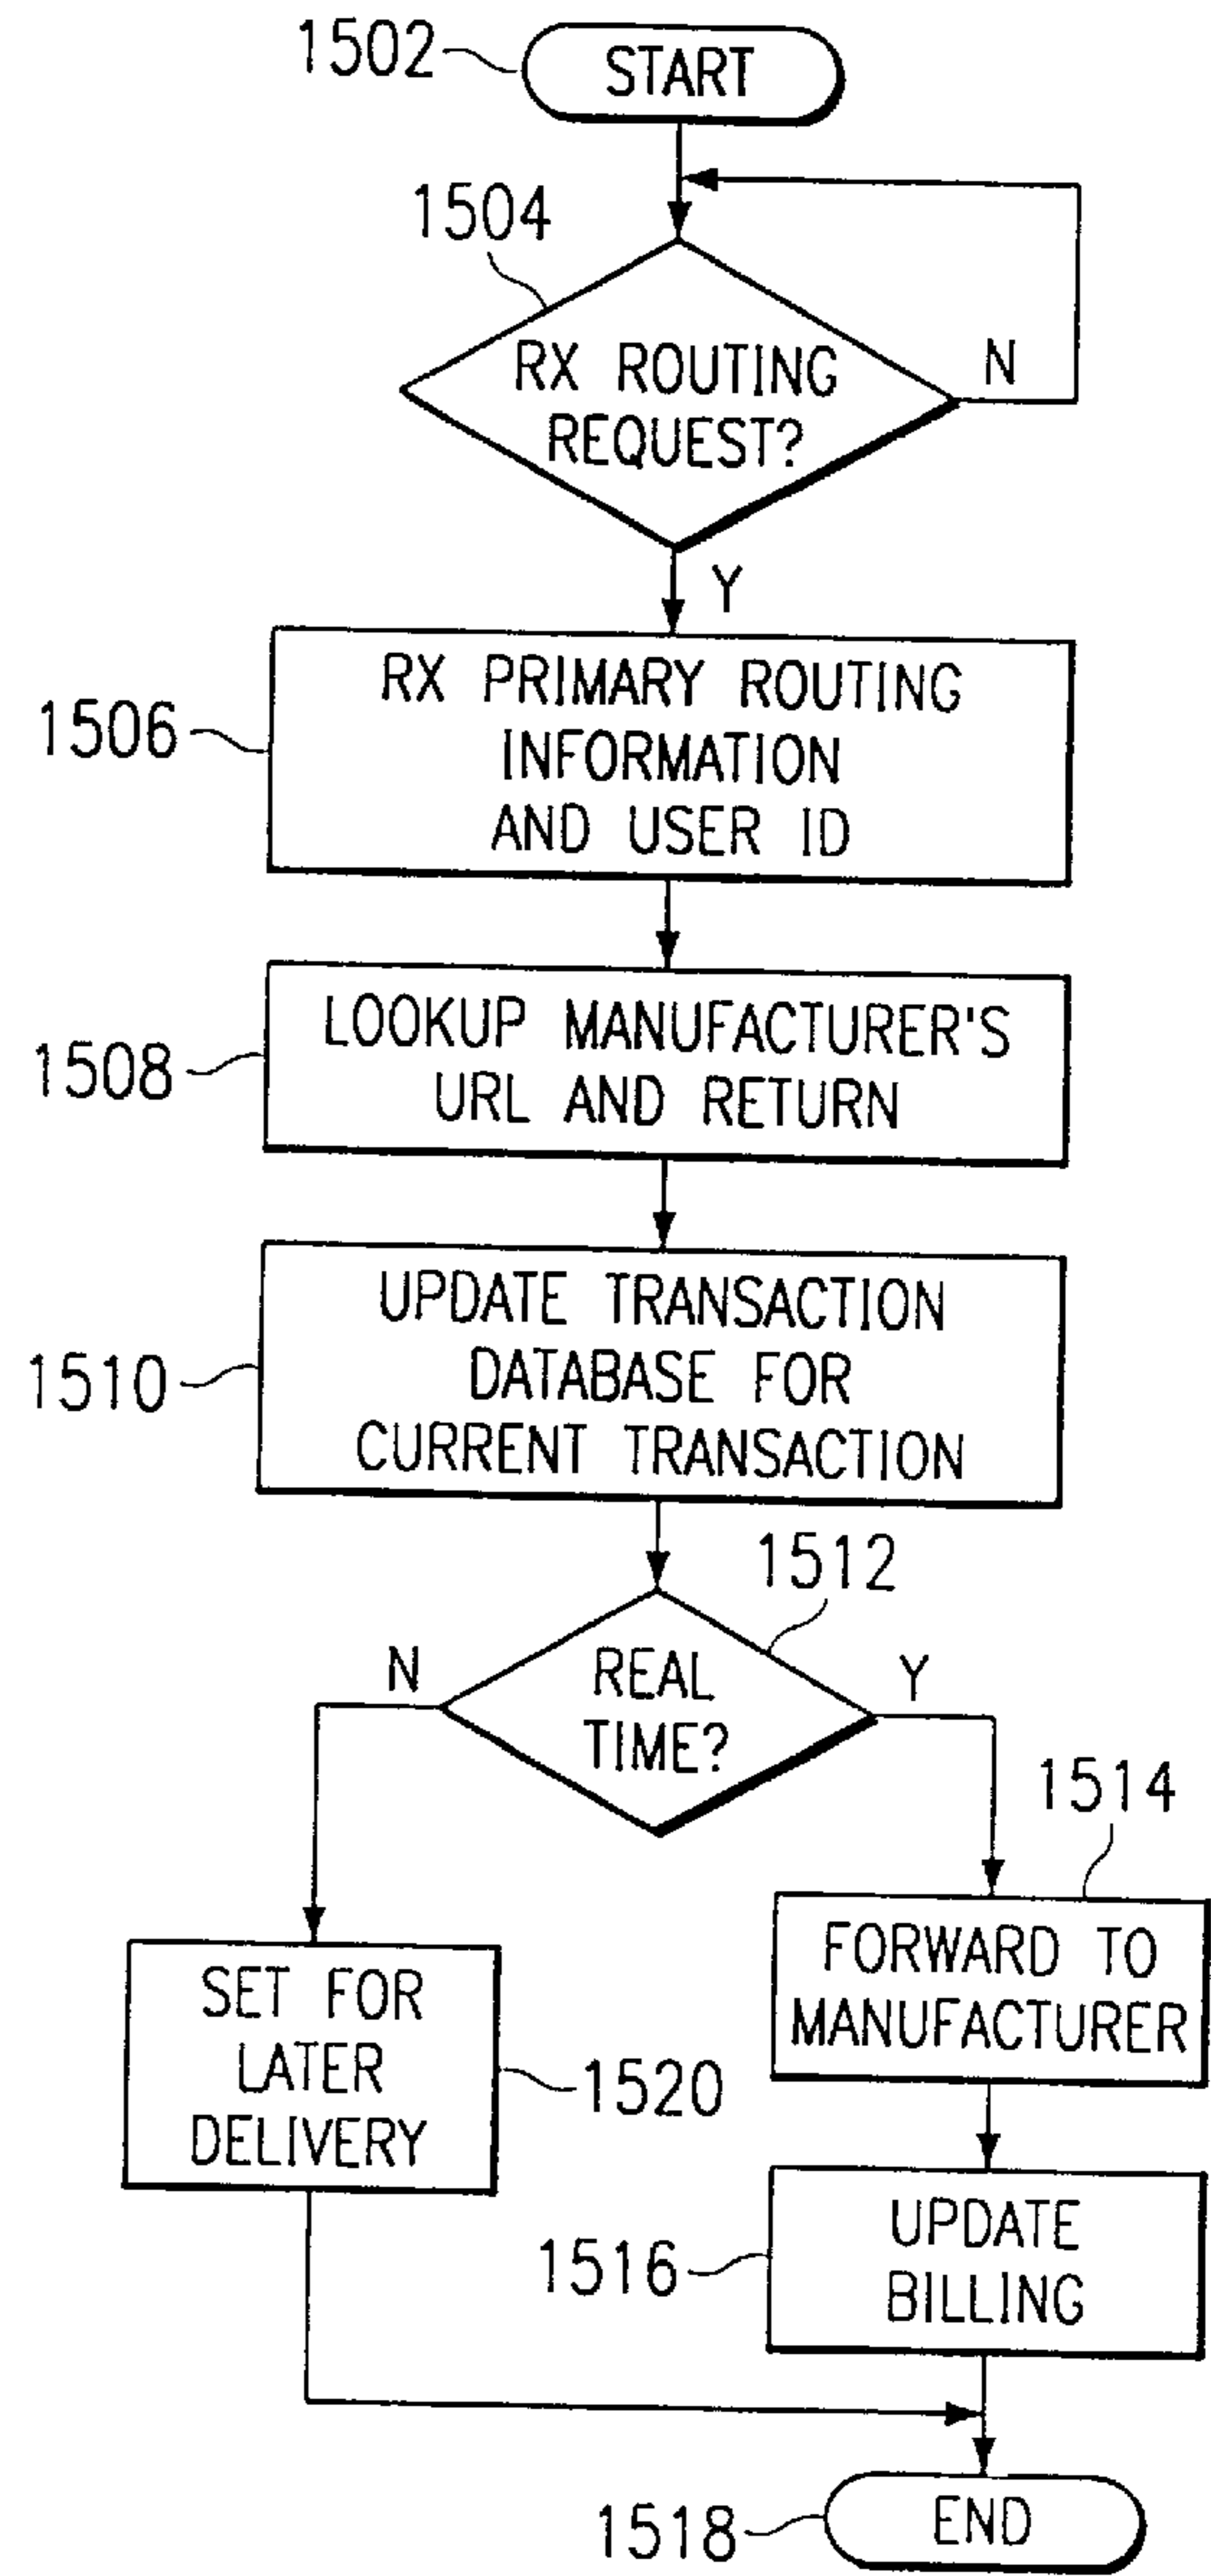 1502
START
1504
RX ROUTING
REQUEST?
N
Y
1506
RX PRIMARY ROUTING
INFORMATION
AND USER ID
1508
LOOKUP MANUFACTURER'S
URL AND RETURN
1510
UPDATE TRANSACTION
DATABASE FOR
CURRENT TRANSACTION
1512
N
REAL
TIME?
Y
1514
FORWARD TO
MANUFACTURER
SET FOR
LATER
DELIVERY
1520
1516
UPDATE
BILLING
1518
END